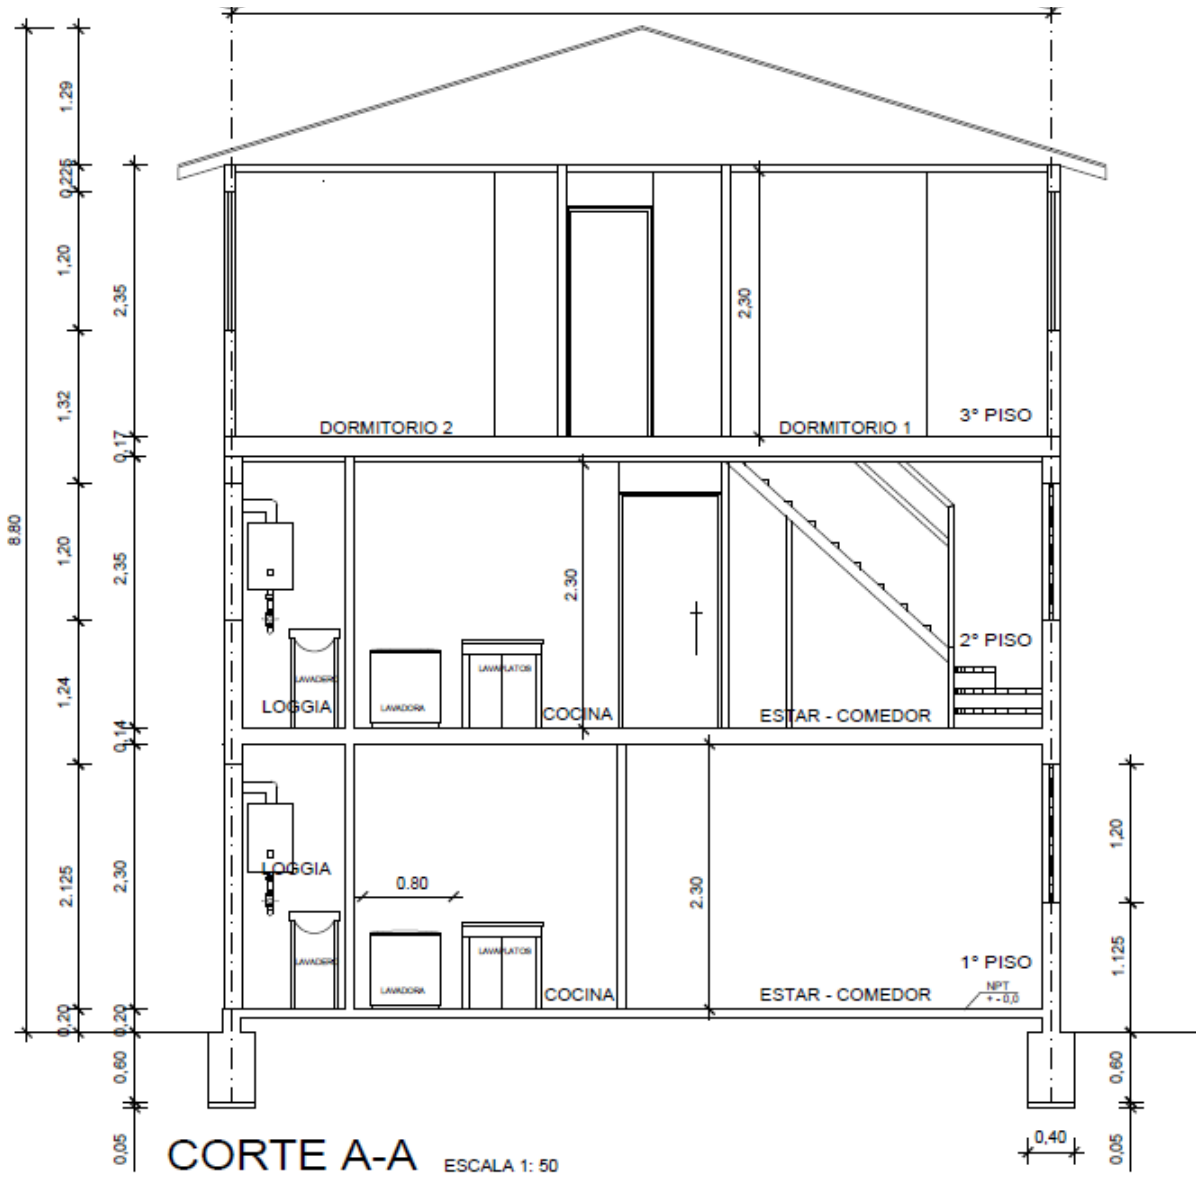 1.29
0.225
1,20
2,35
2,30
1,32
3° PISO
DORMITORIO 2
DORMITORIO 1
0,17
8.80
1,20
2,35
2.30
2° PISO
LAVAPLATOS
LAVADERO
1,24
LOGGIA
LAVADORA
COCINA
ESTAR - COMEDOR
0,14
1,20
LOGGIA
2.125
2,30
0.80
2.30
LAVAPLATOS
1.125
LAVADERO
1° PISO
LAVADORA
COCINA
ESTAR - COMEDOR
NPT
+ - 0,0
0,20
0,20
0,60
0,60
0,05
CORTE A-A
ESCALA 1: 50
0,40
0,05